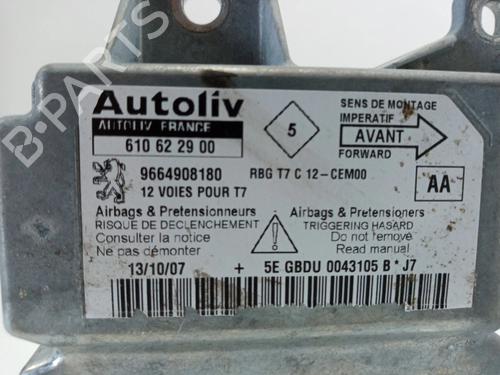 Autoliv
AUTOLIV FRANCE
610 62 29 00
5
SENS DE MONTAGE
IMPERATIF
AVANT
FORWARD
9664908180
RBG T7 C 12-CEM00
12 VOIES POUR T7
AA
Airbags & Pretensionneurs
RISQUE DE DECLENCHEMENT
Consulter la notice
Ne pas démonter
Airbags & Pretensioners
TRIGGERING HASARD
Do not remove
Read manual
13/10/07 + 5E GBDU 0043105 B * J7